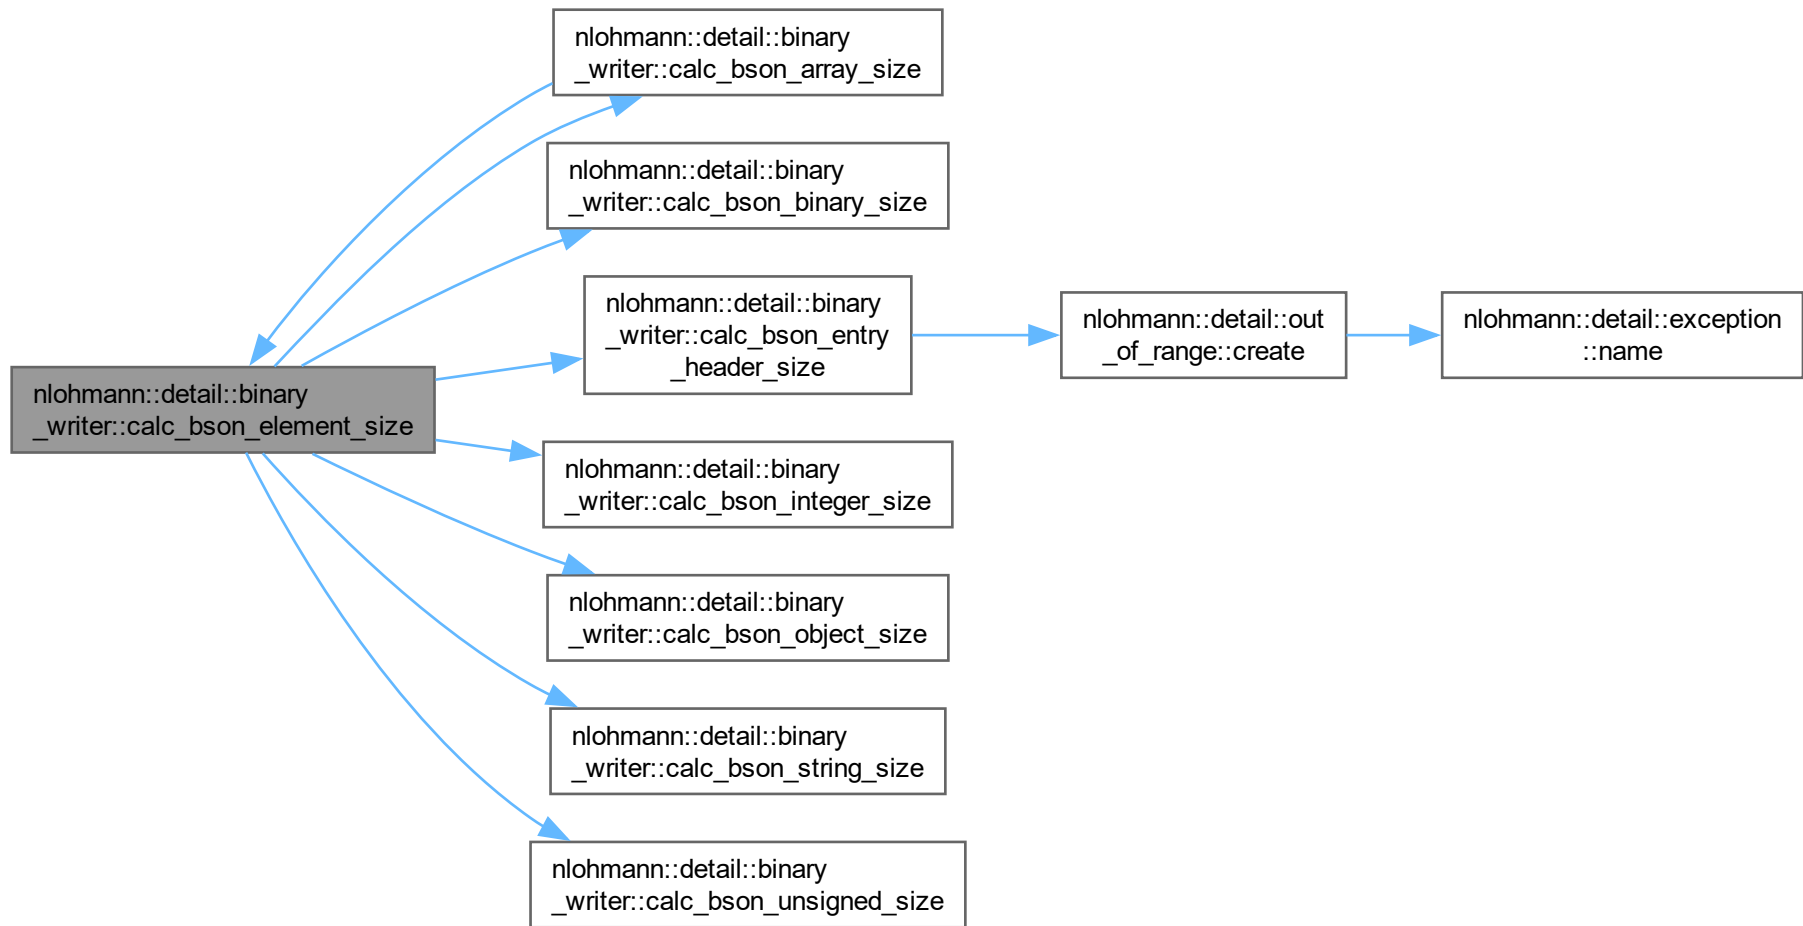 nlohmann::detail::binary
_writer::calc_bson_array_size
nlohmann::detail::binary
_writer::calc_bson_binary_size
nlohmann::detail::binary
_writer::calc_bson_entry
_header_size
nlohmann::detail::out
_of_range::create
nlohmann::detail::exception
::name
nlohmann::detail::binary
_writer::calc_bson_element_size
nlohmann::detail::binary
_writer::calc_bson_integer_size
nlohmann::detail::binary
_writer::calc_bson_object_size
nlohmann::detail::binary
_writer::calc_bson_string_size
nlohmann::detail::binary
_writer::calc_bson_unsigned_size